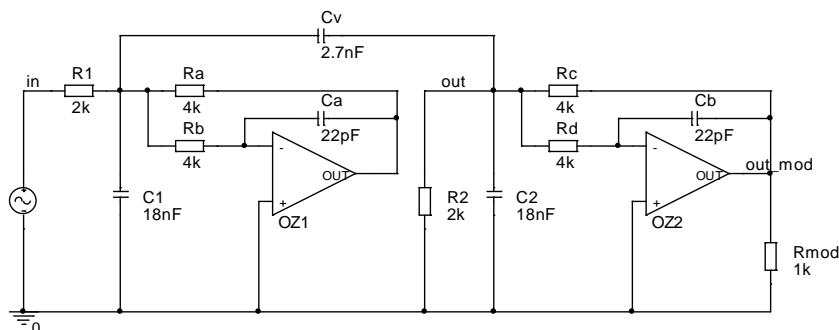 Cv
2.7nF
in
R1
2k
Ra
4k
Rb
4k
Ca
22pF
-
+
OUT
OZ1
C1
18nF
out
R2
2k
C2
18nF
Rc
4k
Rd
4k
Cb
22pF
-
+
OUT
OZ2
out_mod
Rmod
1k
0